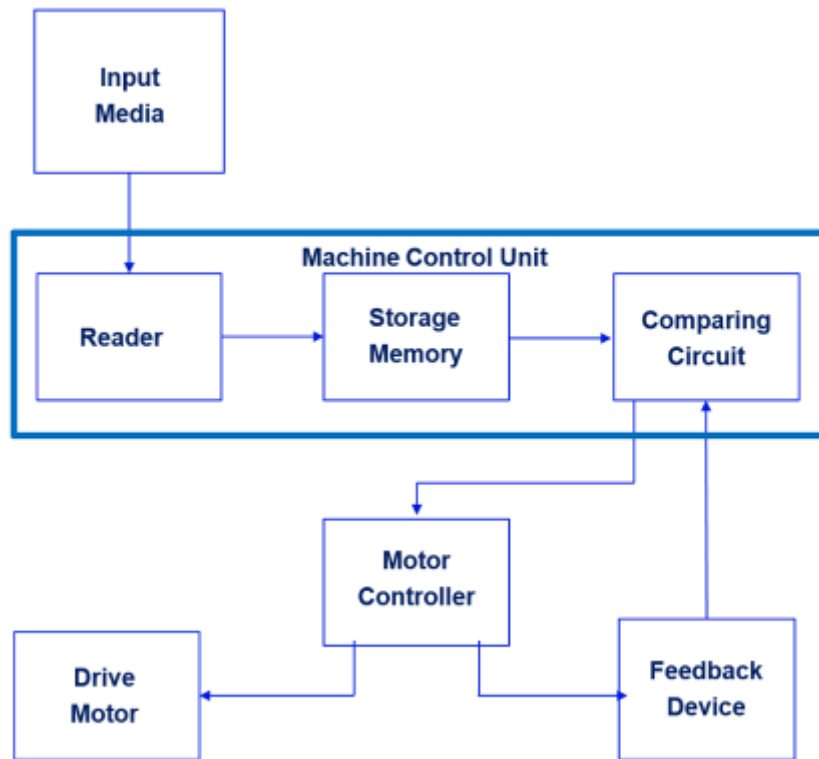 Input
Media
Machine Control Unit
Reader
Storage
Memory
Comparing
Circuit
Motor
Controller
Drive
Motor
Feedback
Device